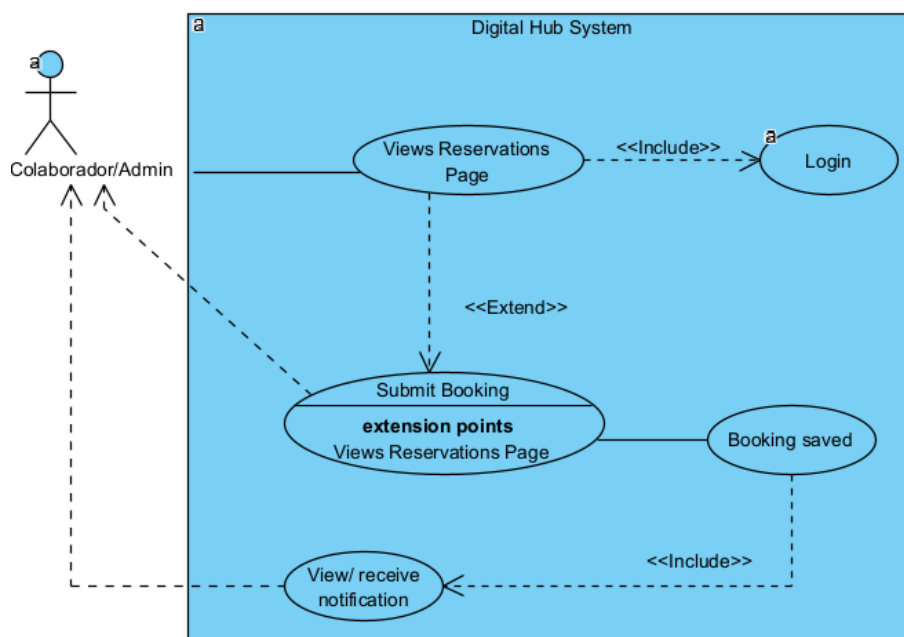 a
Digital Hub System
a
Colaborador/Admin
Views Reservations
Page
<<Include>>
a
Login
<<Extend>>
Submit Booking
extension points
Views Reservations Page
Booking saved
<<Include>>
View/ receive
notification